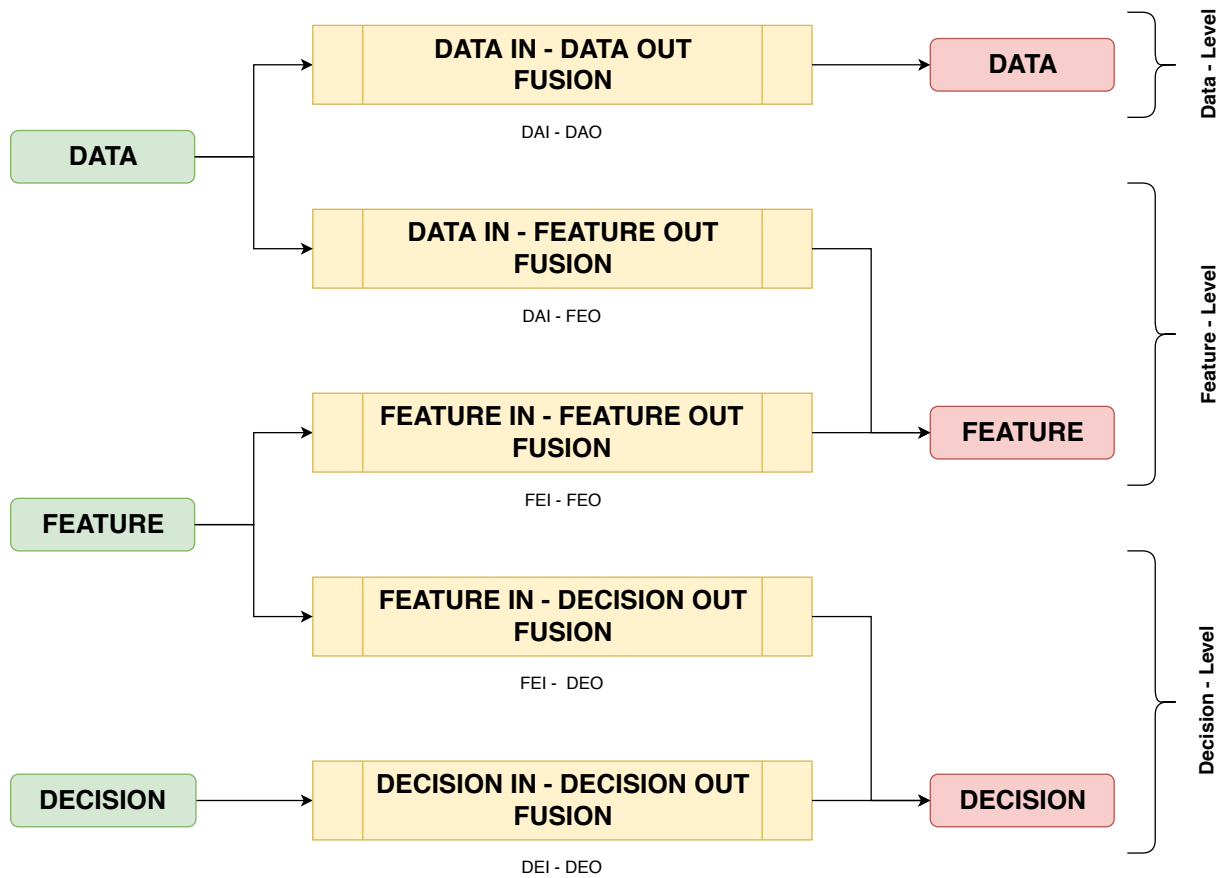 DATA IN - DATA OUT
FUSION
DATA
Data - Level
DAI - DAO
DATA
DATA IN - FEATURE OUT
FUSION
DAI - FEO
Feature - Level
FEATURE IN - FEATURE OUT
FUSION
FEATURE
FEI - FEO
FEATURE
FEATURE IN - DECISION OUT
FUSION
FEI -  DEO
Decision - Level
DECISION
DECISION IN - DECISION OUT
FUSION
DECISION
DEI - DEO